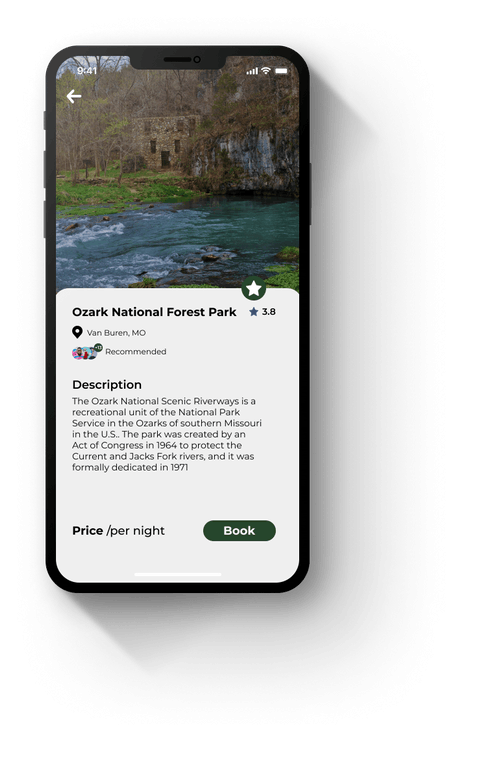 9:41
Ozark National Forest Park 3.8
Van Buren, MO
Recommended
Description
The Ozark National Scenic Riverways is a
recreational unit of the National Park
Service in the Ozarks of southern Missouri
in the U.S.. The park was created by an
Act of Congress in 1964 to protect the
Current and Jacks Fork rivers, and it was
formally dedicated in 1971
Price /per night Book